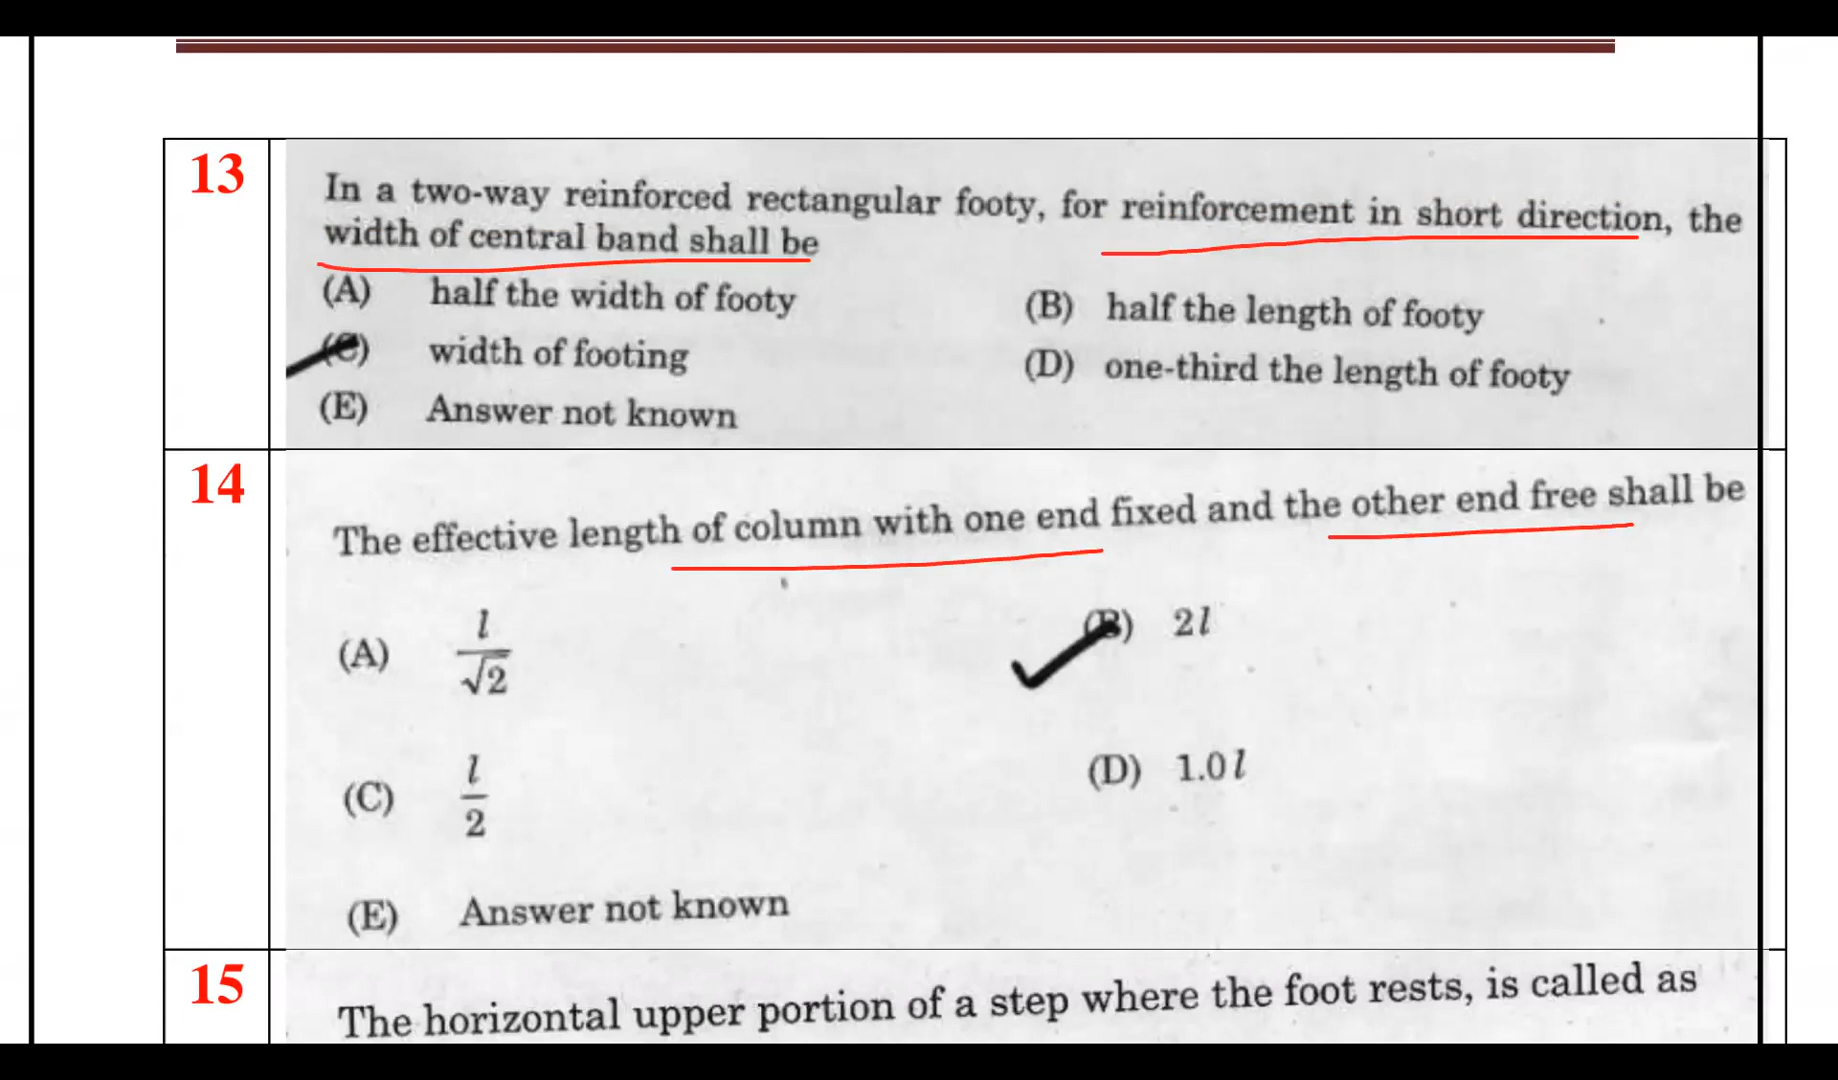 13
In a two-way reinforced rectangular footy, for reinforcement in short direction, the
width of central band shall be
(A) half the width of footy
(B) half the length of footy
(C) width of footing
(D) one-third the length of footy
(E) Answer not known
14
The effective length of column with one end fixed and the other end free shall be
(A) l/√2
(B) 2l
(C) l/2
(D) 1.0 l
(E) Answer not known
15
The horizontal upper portion of a step where the foot rests, is called as